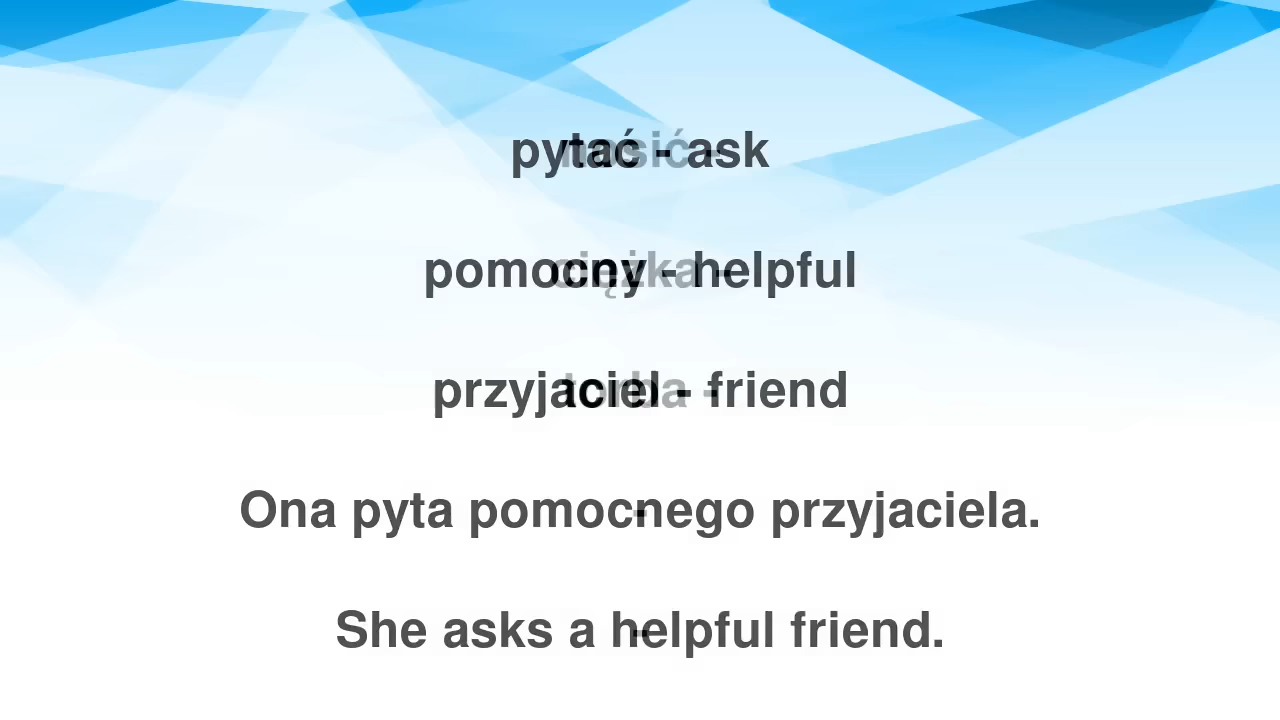 pytać - ask
pomocny - helpful
przyjaciel - friend
Ona pyta pomocnego przyjaciela.
She asks a helpful friend.